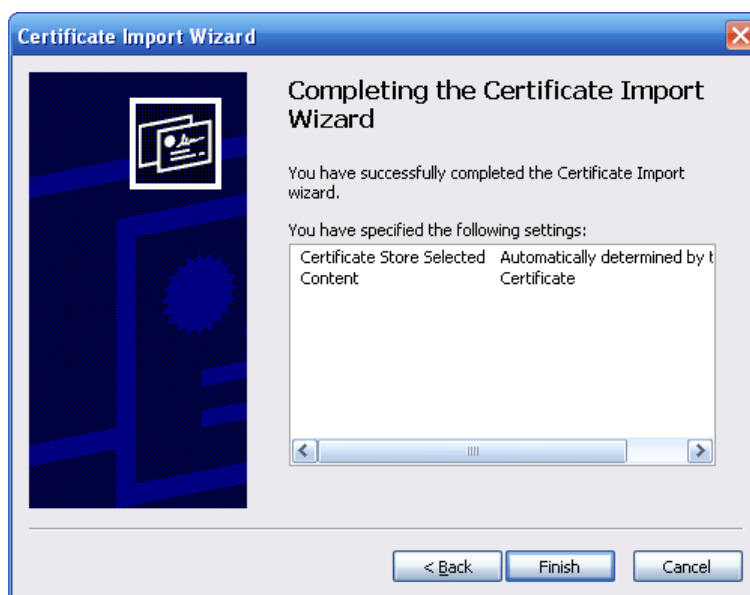 Certificate Import Wizard
Completing the Certificate Import
Wizard
You have successfully completed the Certificate Import
wizard.
You have specified the following settings:
Certificate Store Selected Automatically determined by t
Content Certificate
< Back Finish Cancel